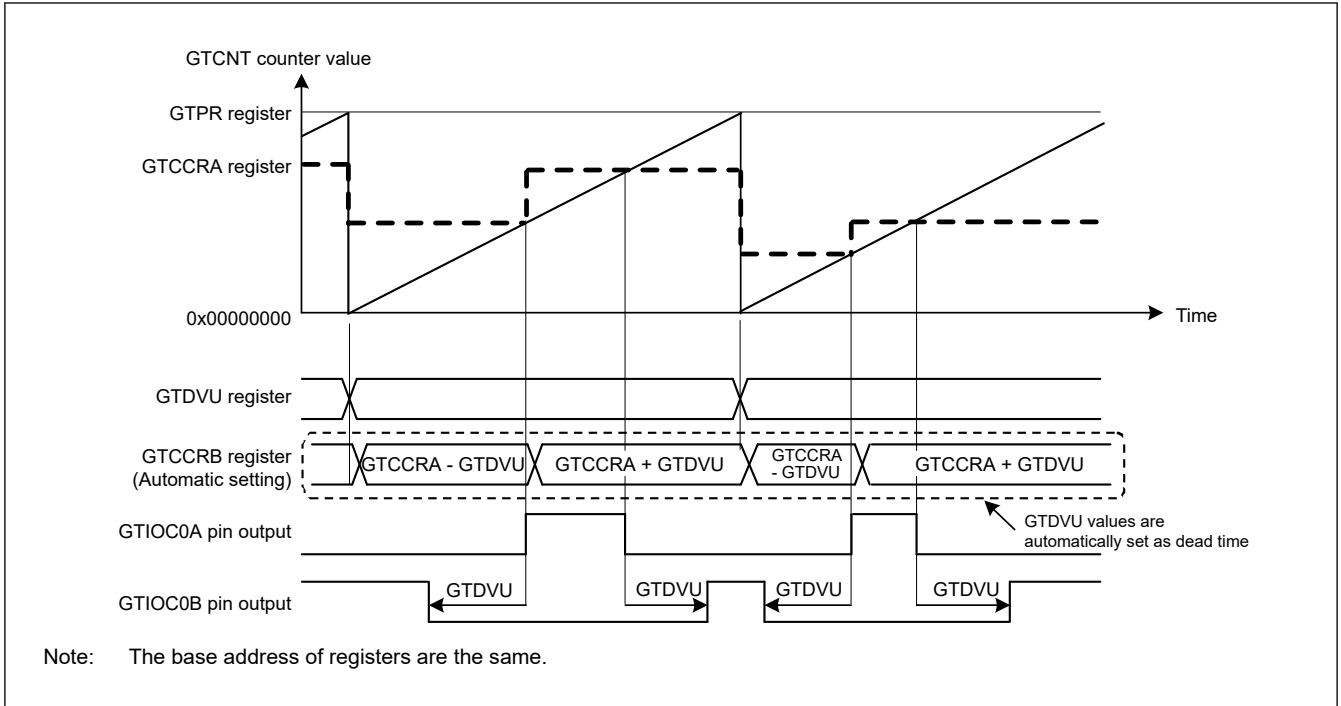 GTCNT counter value
GTPR register
GTCCRA register
0x00000000
Time
GTDVU register
GTCCRB register
(Automatic setting)
GTCCRA - GTDVU
GTCCRA + GTDVU
GTCCRA
- GTDVU
GTCCRA + GTDVU
GTDVU values are
automatically set as dead time
GTIOC0A pin output
GTIOC0B pin output
GTDVU
GTDVU
GTDVU
GTDVU
Note: The base address of registers are the same.